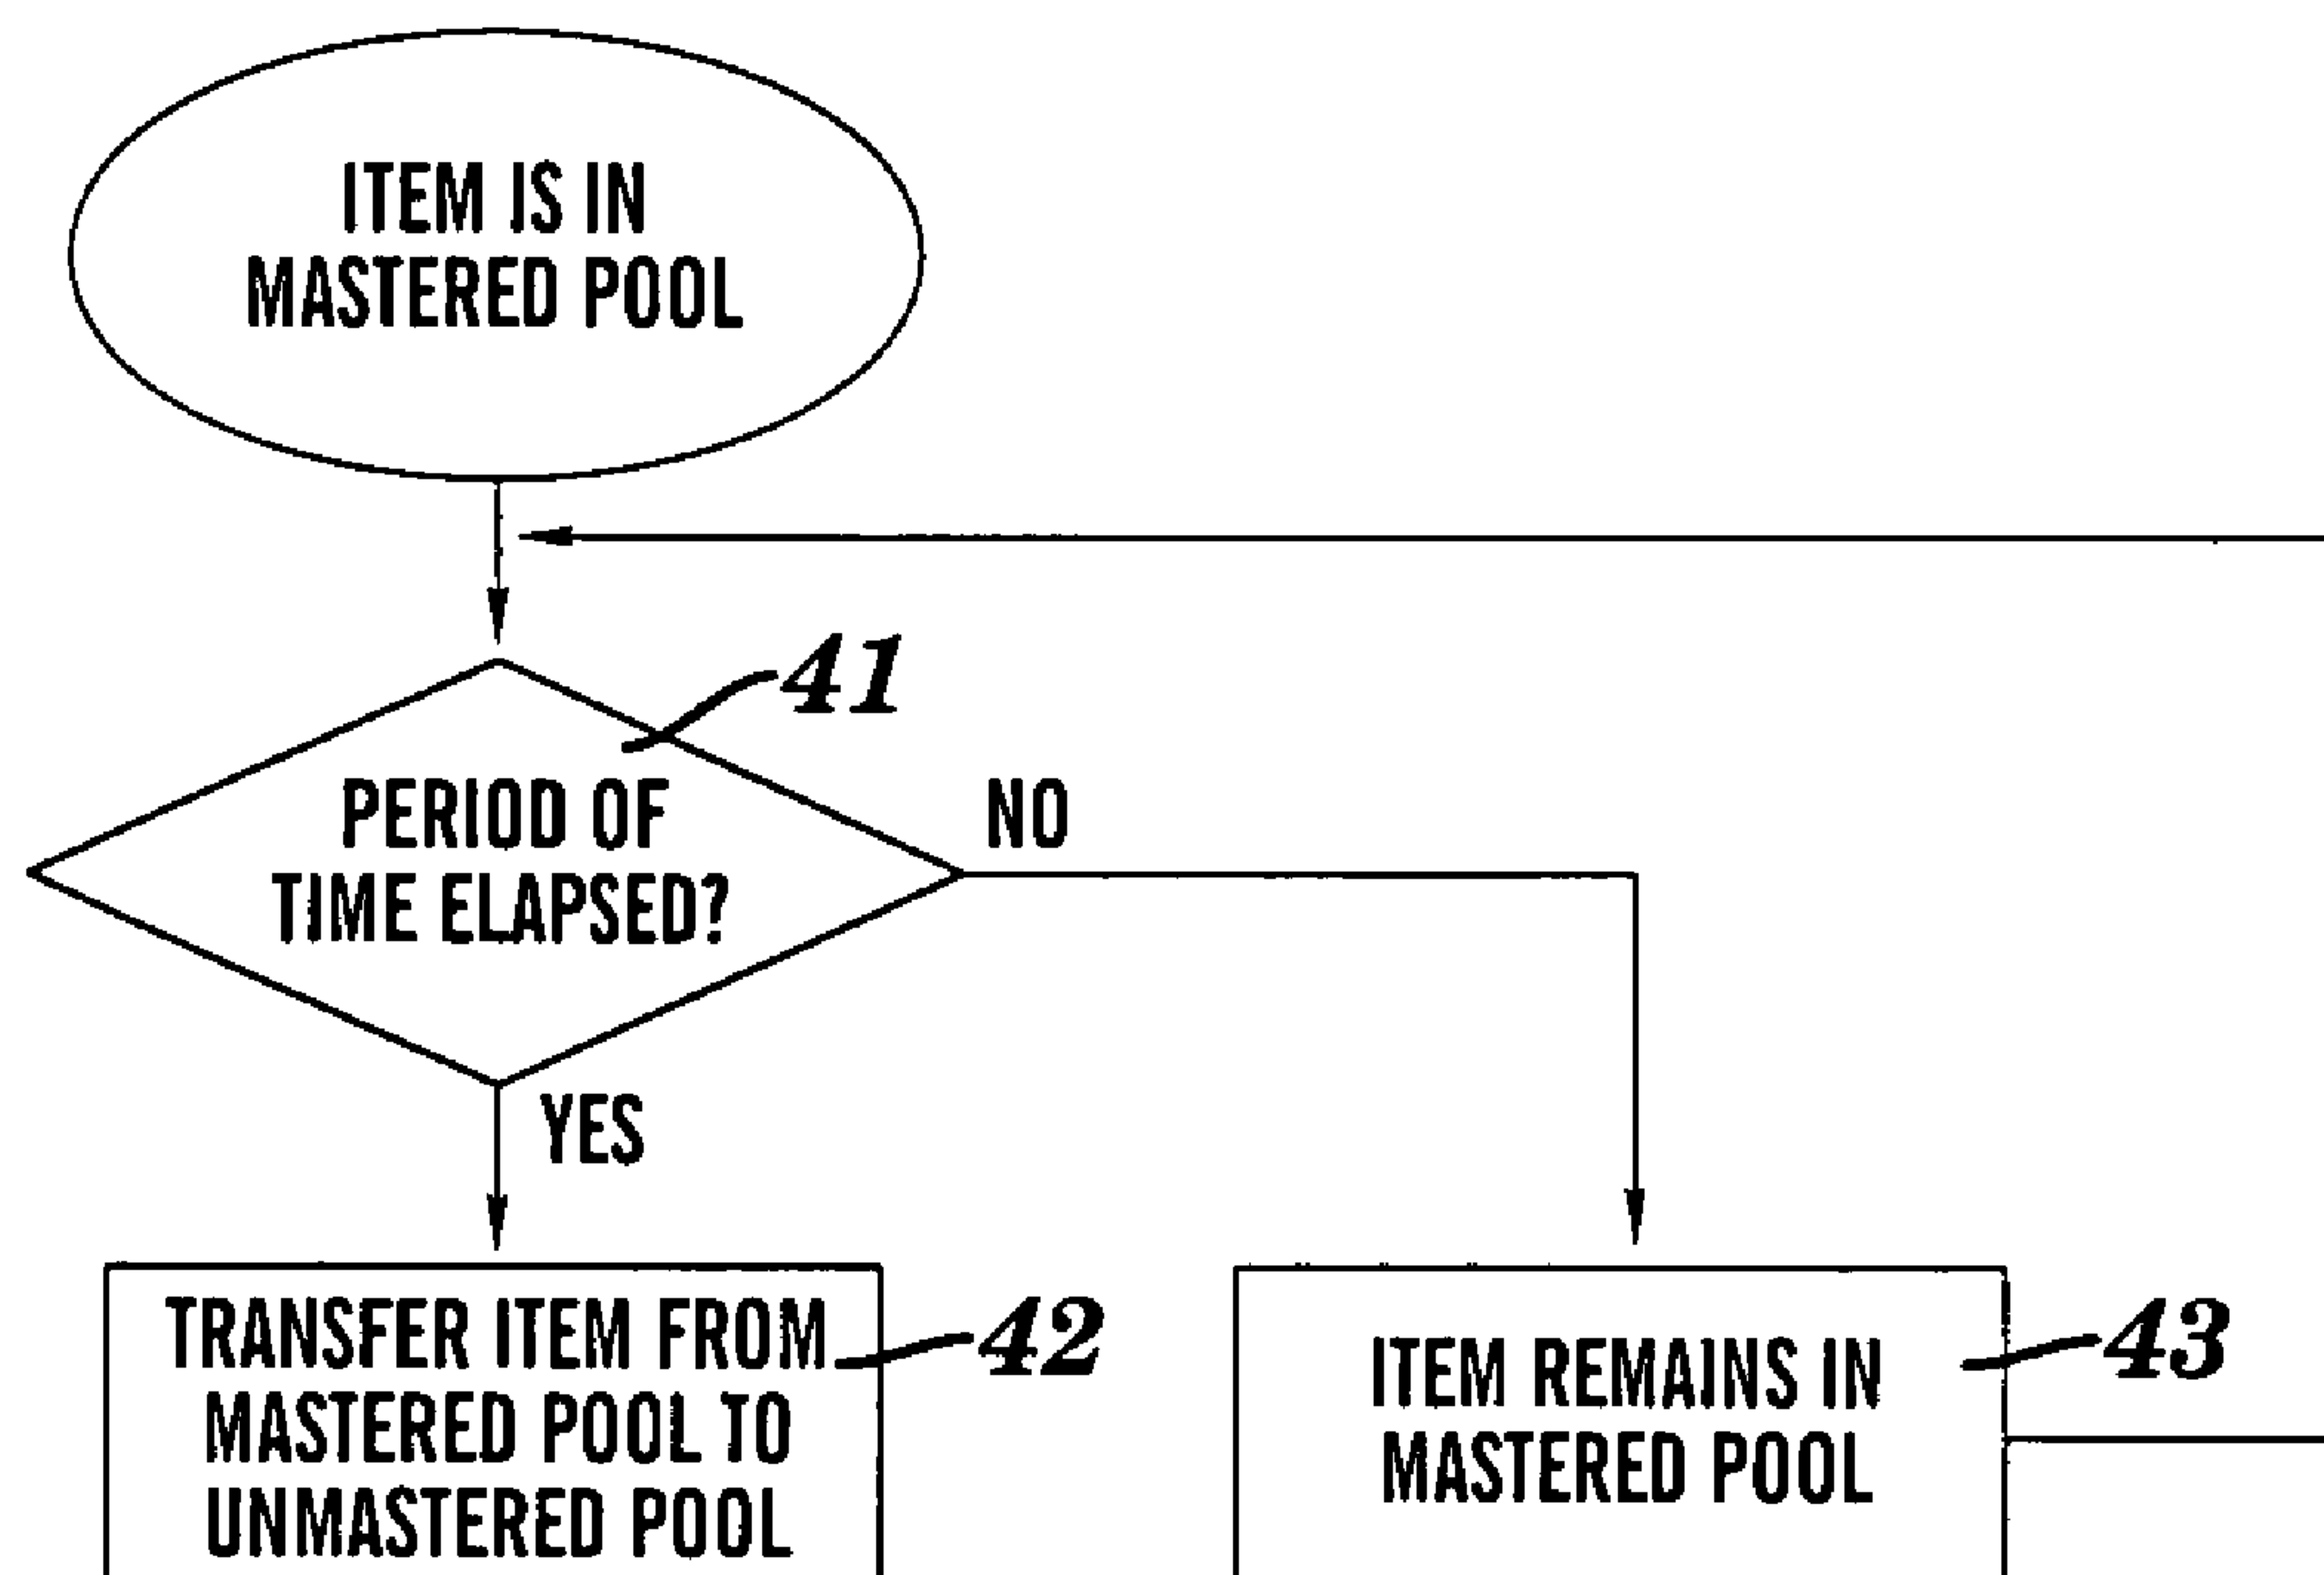 ITEM IS IN
MASTERED POOL
41
PERIOD OF
TIME ELAPSED?
NO
YES
TRANSFER ITEM FROM
MASTERED POOL TO
UNMASTERED POOL
42
ITEM REMAINS IN
MASTERED POOL
43